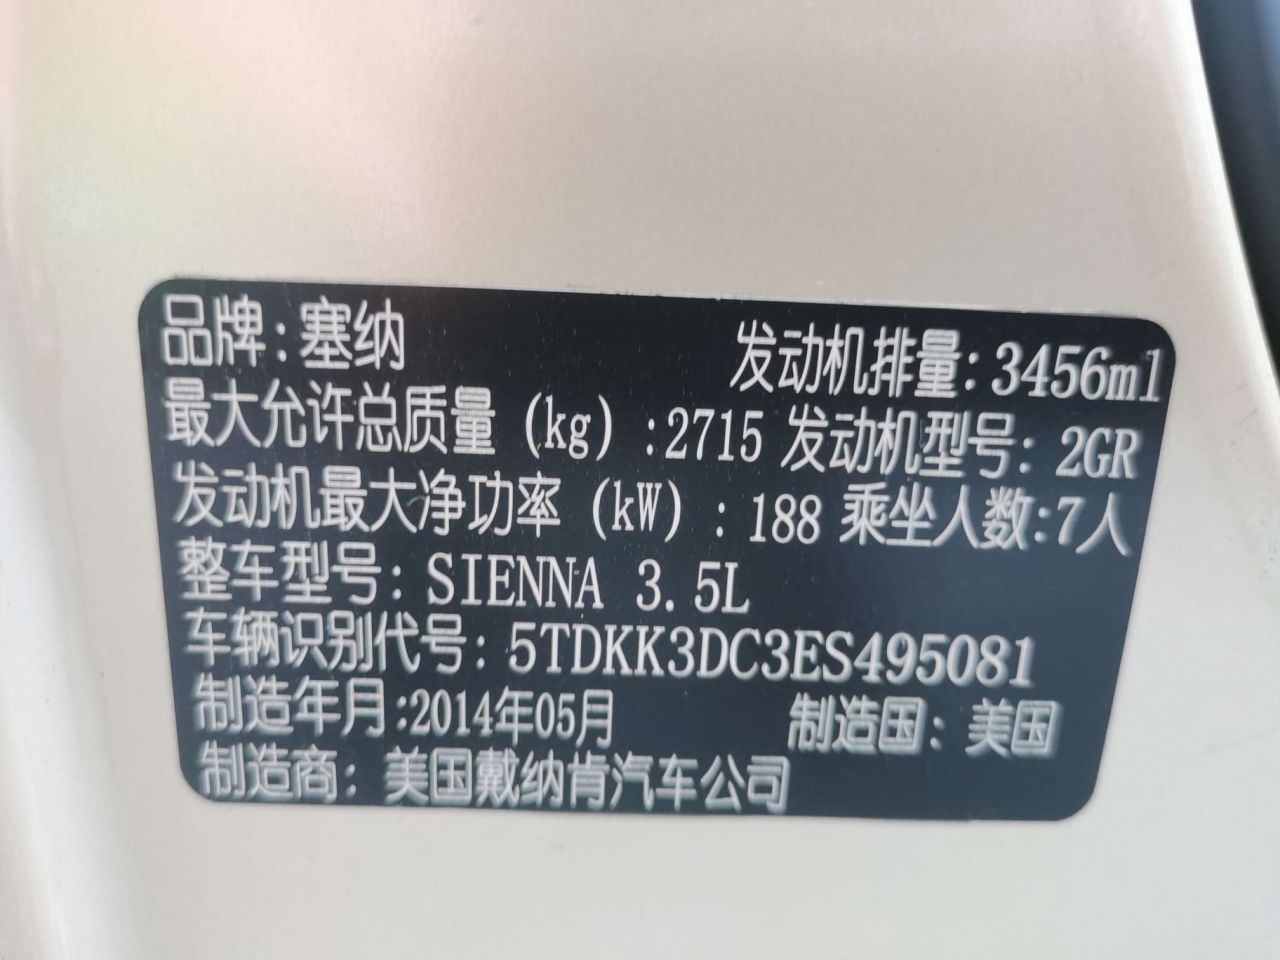 品牌:塞纳 发动机排量:3456ml
最大允许总质量(kg):2715 发动机型号:2GR
发动机最大净功率(kW):188 乘坐人数:7人
整车型号:SIENNA 3.5L
车辆识别代号:5TDKK3DC3ES495081
制造年月:2014年05月 制造国:美国
制造商:美国戴纳肯汽车公司